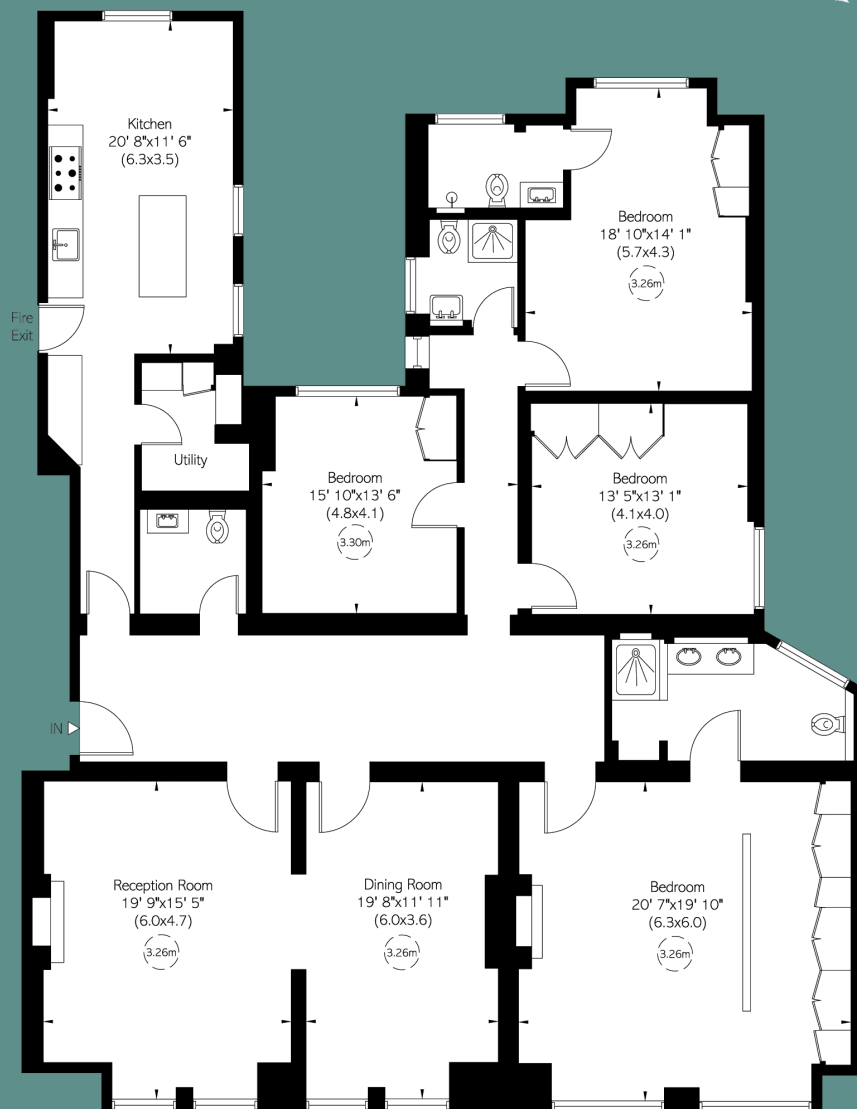 Kitchen
20' 8"x11' 6"
(6.3x3.5)
Bedroom
18' 10"x14' 1"
(5.7x4.3)
3.26m
Fire
Exit
Utility
Bedroom
15' 10"x13' 6"
(4.8x4.1)
3.30m
Bedroom
13' 5"x13' 1"
(4.1x4.0)
3.26m
IN
Reception Room
19' 9"x15' 5"
(6.0x4.7)
3.26m
Dining Room
19' 8"x11' 11"
(6.0x3.6)
3.26m
Bedroom
20' 7"x19' 10"
(6.3x6.0)
3.26m